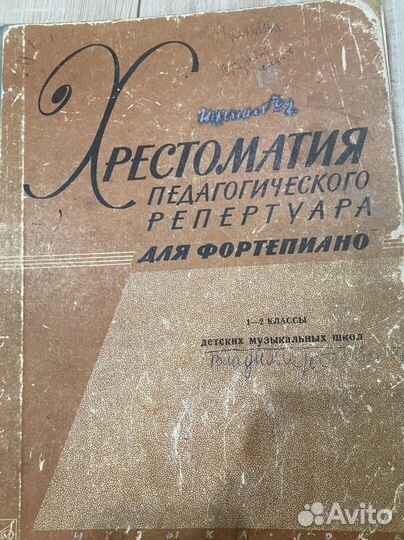 ХРЕСТОМАТИЯ
ПЕДАГОГИЧЕСКОГО
РЕПЕРТУАРА
ДЛЯ ФОРТЕПИАНО
1—2 КЛАССЫ
детских музыкальных школ
Avito